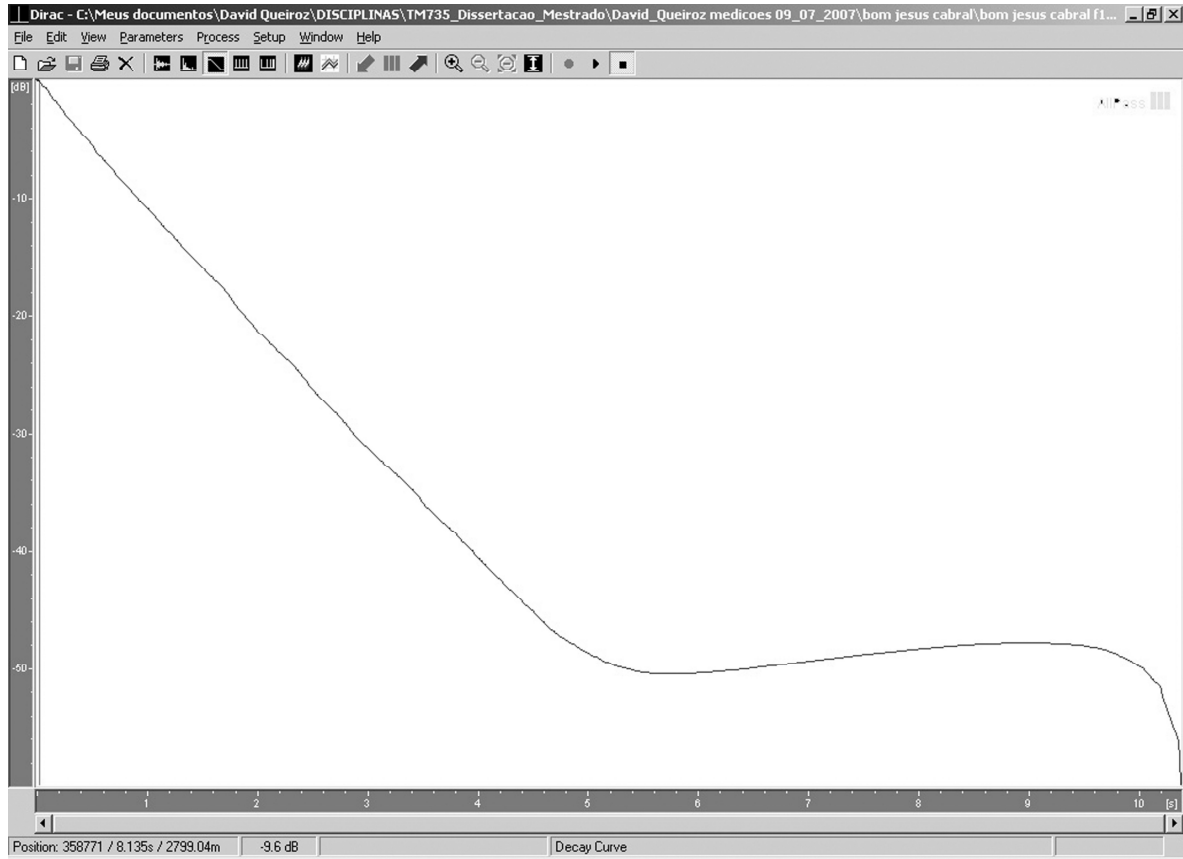 Dirac - C:\Meus documentos\David Queiroz\DISCIPLINAS\TM735_Dissertacao_Mestrado\David_Queiroz medicoes 09_07_2007\bom jesus cabral\bom jesus cabral f1...
File Edit View Parameters Process Setup Window Help
[dB]
AllPass
-10
-20
-30
-40
-50
1 2 3 4 5 6 7 8 9 10 [s]
Position: 358771 / 8.135s / 2799.04m -9.6 dB Decay Curve